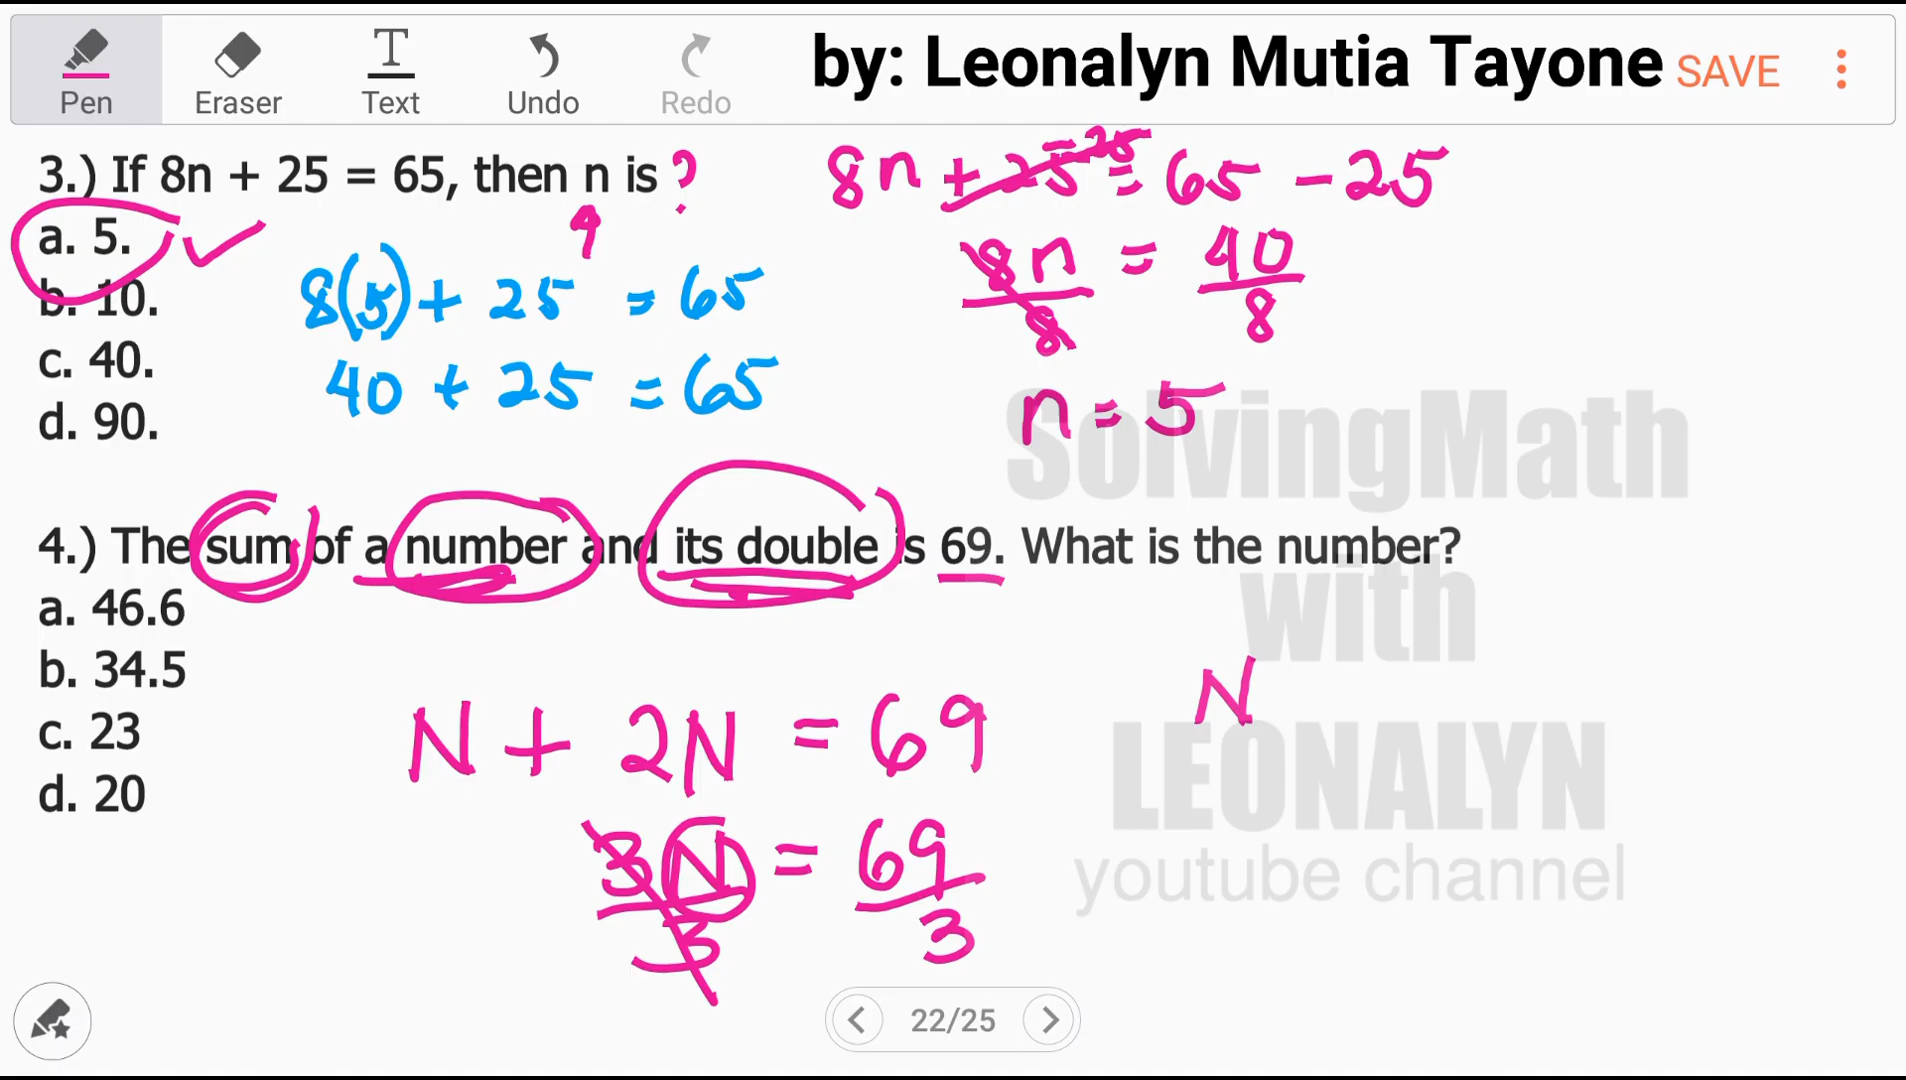 Pen Eraser Text Undo Redo by: Leonalyn Mutia Tayone SAVE
3.) If 8n + 25 = 65, then n is ?
8n + 25 - 25 = 65 - 25
a. 5.
8n = 40
8 8
b. 10.
8(5) + 25 = 65
c. 40.
40 + 25 = 65
n = 5
d. 90.
SolvingMath
4.) The sum of a number and its double is 69. What is the number?
with
a. 46.6
b. 34.5
N
c. 23
N + 2N = 69
LEONALYN
d. 20
3N = 69
3 3
youtube channel
22/25